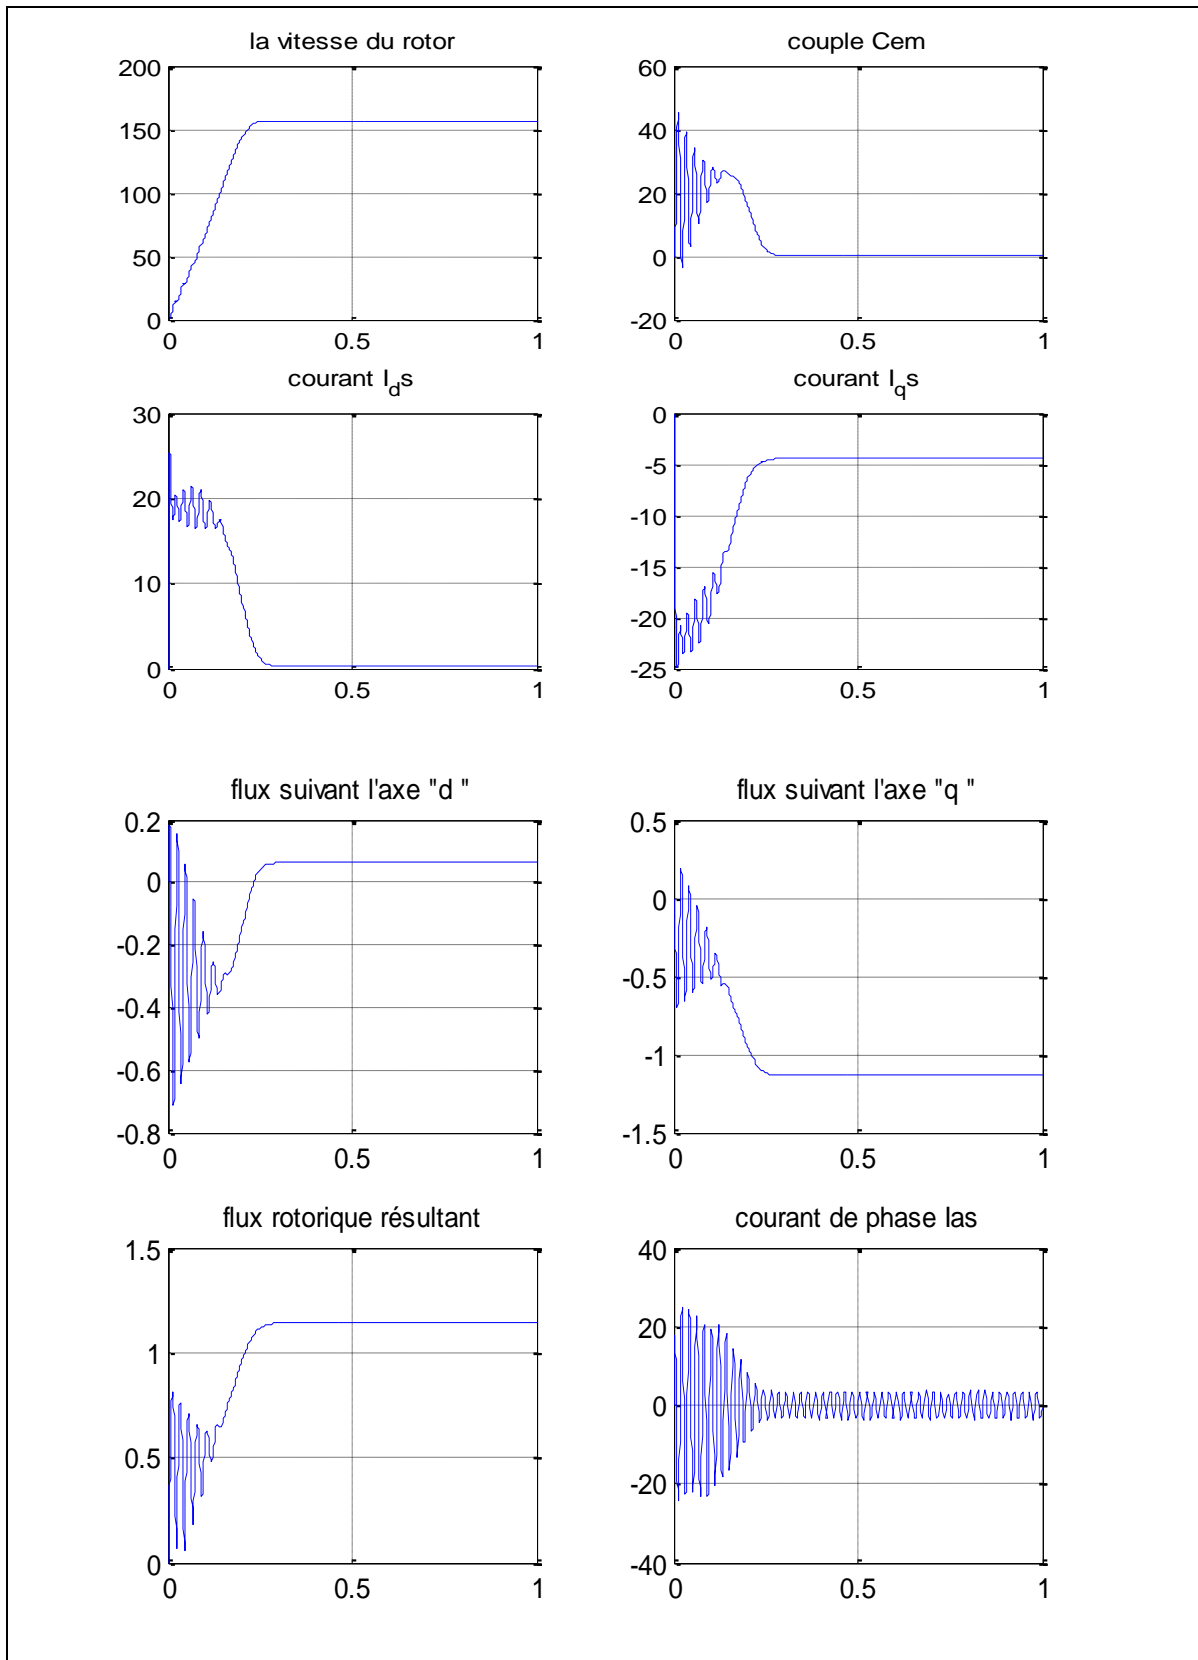 la vitesse du rotor
200
150
100
50
0
0 0.5 1
couple Cem
60
40
20
0
-20
0 0.5 1
courant I_ds
30
20
10
0
0 0.5 1
courant I_qs
0
-5
-10
-15
-20
-25
0 0.5 1
flux suivant l'axe "d "
0.2
0
-0.2
-0.4
-0.6
-0.8
0 0.5 1
flux suivant l'axe "q "
0.5
0
-0.5
-1
-1.5
0 0.5 1
flux rotorique résultant
1.5
1
0.5
0
0 0.5 1
courant de phase Ias
40
20
0
-20
-40
0 0.5 1